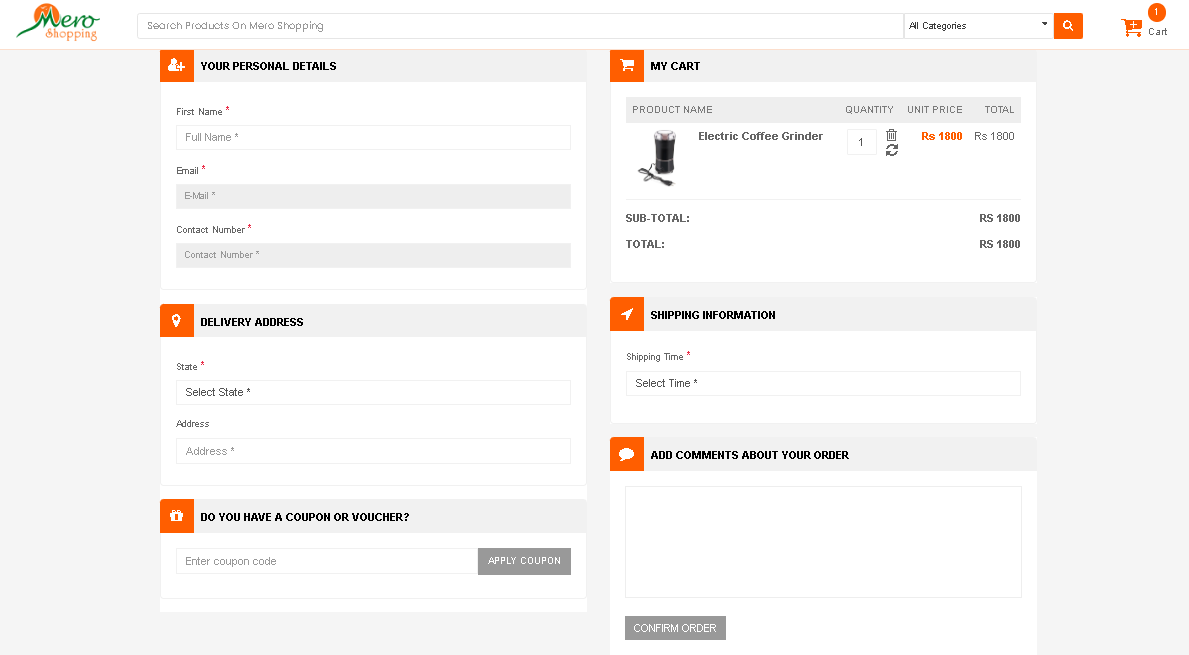 Mero
Shopping
Search Products On Mero Shopping
All Categories
1
Cart
YOUR PERSONAL DETAILS
First Name *
Full Name *
Email *
E-Mail *
Contact Number *
Contact Number *
DELIVERY ADDRESS
State *
Select State *
Address
Address *
DO YOU HAVE A COUPON OR VOUCHER?
Enter coupon code
APPLY COUPON
MY CART
PRODUCT NAME QUANTITY UNIT PRICE TOTAL
Electric Coffee Grinder 1 Rs 1800 Rs 1800
SUB-TOTAL: RS 1800
TOTAL: RS 1800
SHIPPING INFORMATION
Shipping Time *
Select Time *
ADD COMMENTS ABOUT YOUR ORDER
CONFIRM ORDER